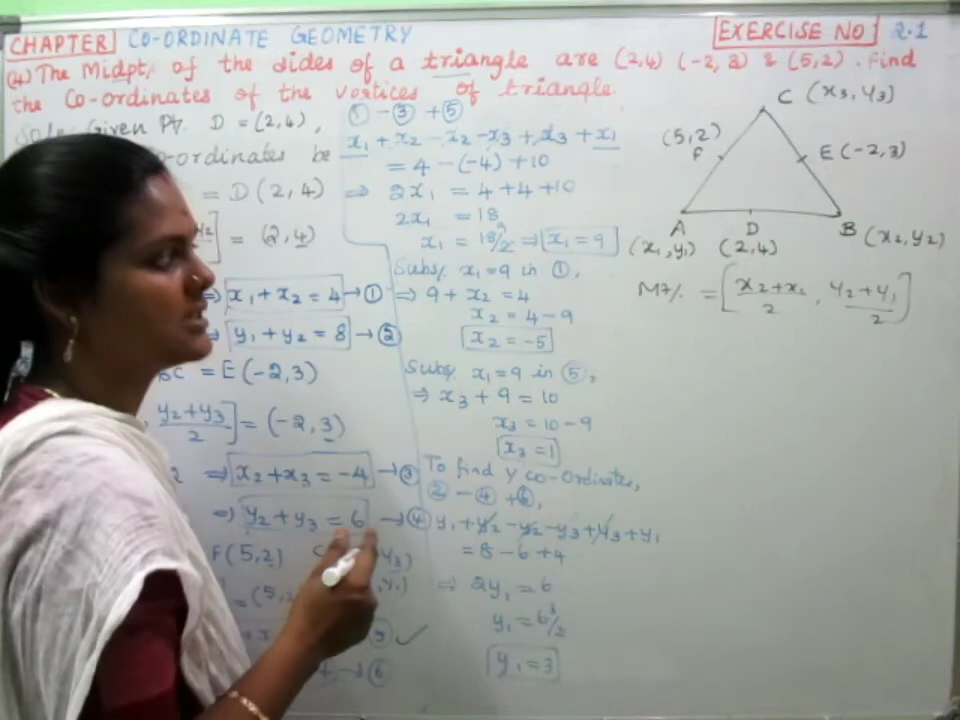 CHAPTER CO-ORDINATE GEOMETRY
EXERCISE NO 2.1
(4) The Midpt, of the sides of a triangle are (2,4) (-2,3) & (5,2). Find
the Co-ordinates of the vertices of triangle.
Given Pt. D = (2,4),
co-ordinates be
= D (2,4)
= (2,4)
⇒ x₁ + x₂ = 4 → ①
⇒ y₁ + y₂ = 8 → ②
BC = E(-2,3)
, y₂+y₃/2] = (-2,3)
2 ⇒ x₂+x₃ = -4 → ③
⇒ y₂+y₃ = 6 → ④
F(5,2)
= (5,2
→ ⑥
① - ③ + ⑤
x₁ + x₂ - x₂ - x₃ + x₃ + x₁
= 4 - (-4) + 10
⇒ 2x₁ = 4+4+10
2x₁ = 18
x₁ = 18/2 ⇒ x₁ = 9
Subs/. x₁=9 in ①,
⇒ 9 + x₂ = 4
x₂ = 4-9
x₂ = -5
Subs/. x₁=9 in ⑤,
⇒ x₃ + 9 = 10
x₃ = 10-9
x₃ = 1
To find y co-ordinates,
② - ④ + ⑥,
y₁ + y₂ - y₂ - y₃ + y₃ + y₁
= 8 - 6 + 4
⇒ 2y₁ = 6
y₁ = 6/2
y₁ = 3
C (x₃, y₃)
(5,2)
F
E (-2,3)
A
D
B (x₂, y₂)
(x₁, y₁)
(2,4)
= [x₂+x₁/2, y₂+y₁/2]